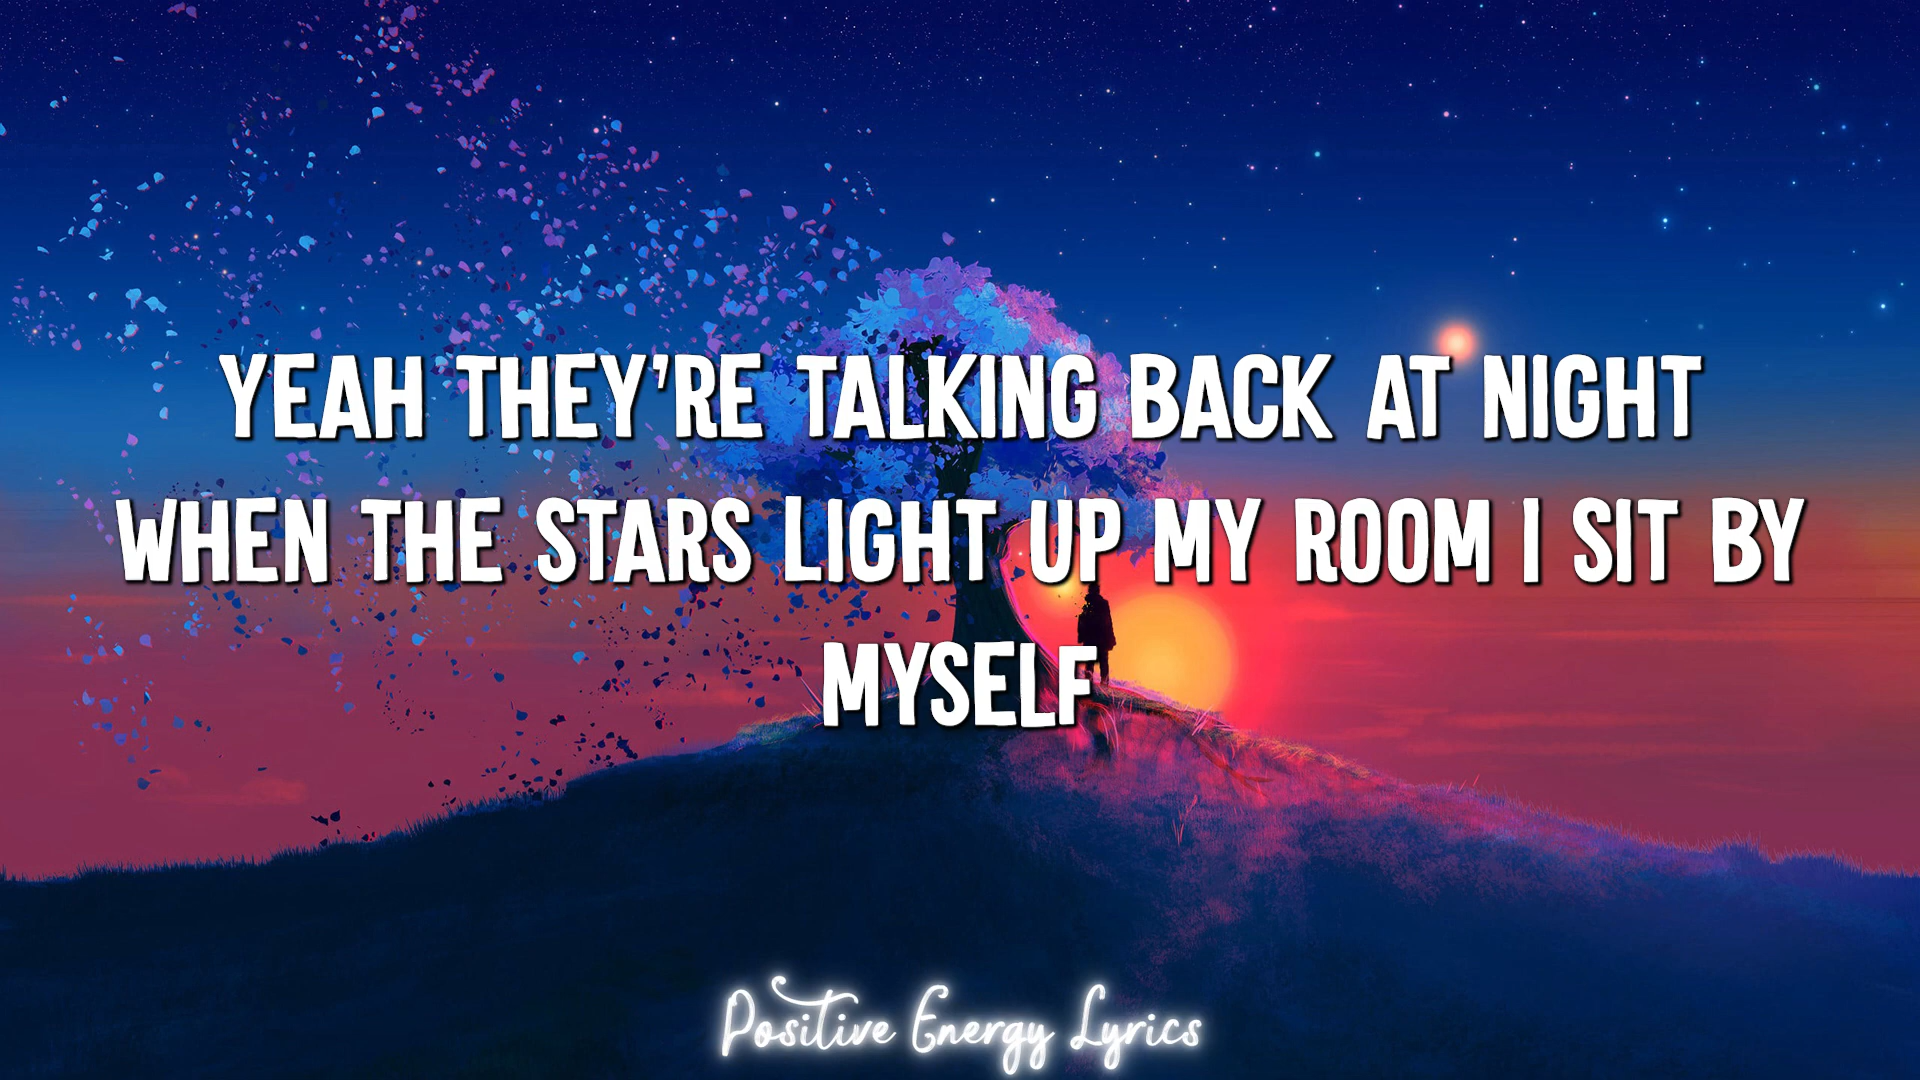 YEAH THEY'RE TALKING BACK AT NIGHT
WHEN THE STARS LIGHT UP MY ROOM I SIT BY
MYSELF
Positive Energy Lyrics